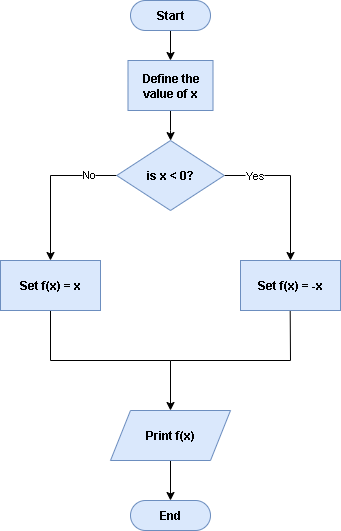 Start
Define the
value of x
is x < 0?
No
Yes
Set f(x) = x
Set f(x) = -x
Print f(x)
End